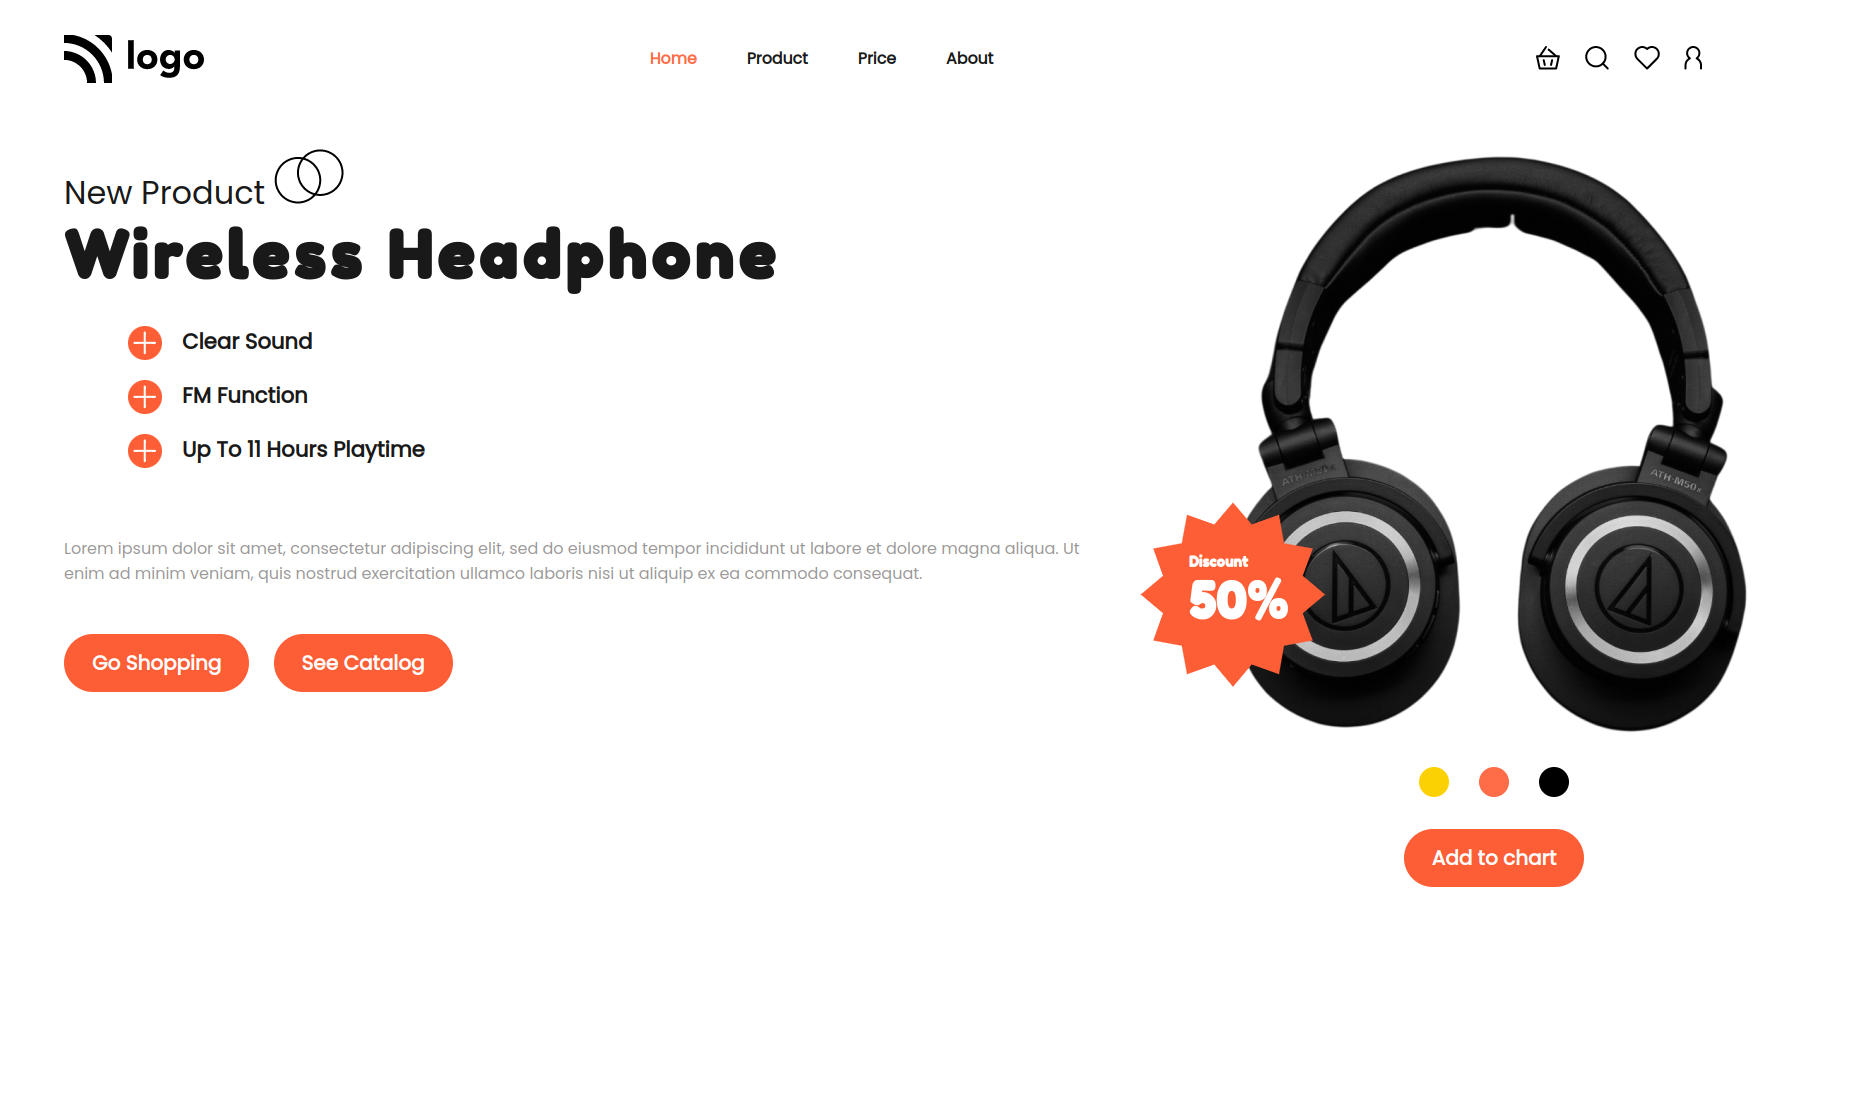 logo
Home Product Price About
New Product
Wireless Headphone
Clear Sound
FM Function
Up To 11 Hours Playtime
Lorem ipsum dolor sit amet, consectetur adipiscing elit, sed do eiusmod tempor incididunt ut labore et dolore magna aliqua. Ut
enim ad minim veniam, quis nostrud exercitation ullamco laboris nisi ut aliquip ex ea commodo consequat.
Go Shopping See Catalog
ATH-M50x
ATH-M50x
Discount
50%
Add to chart